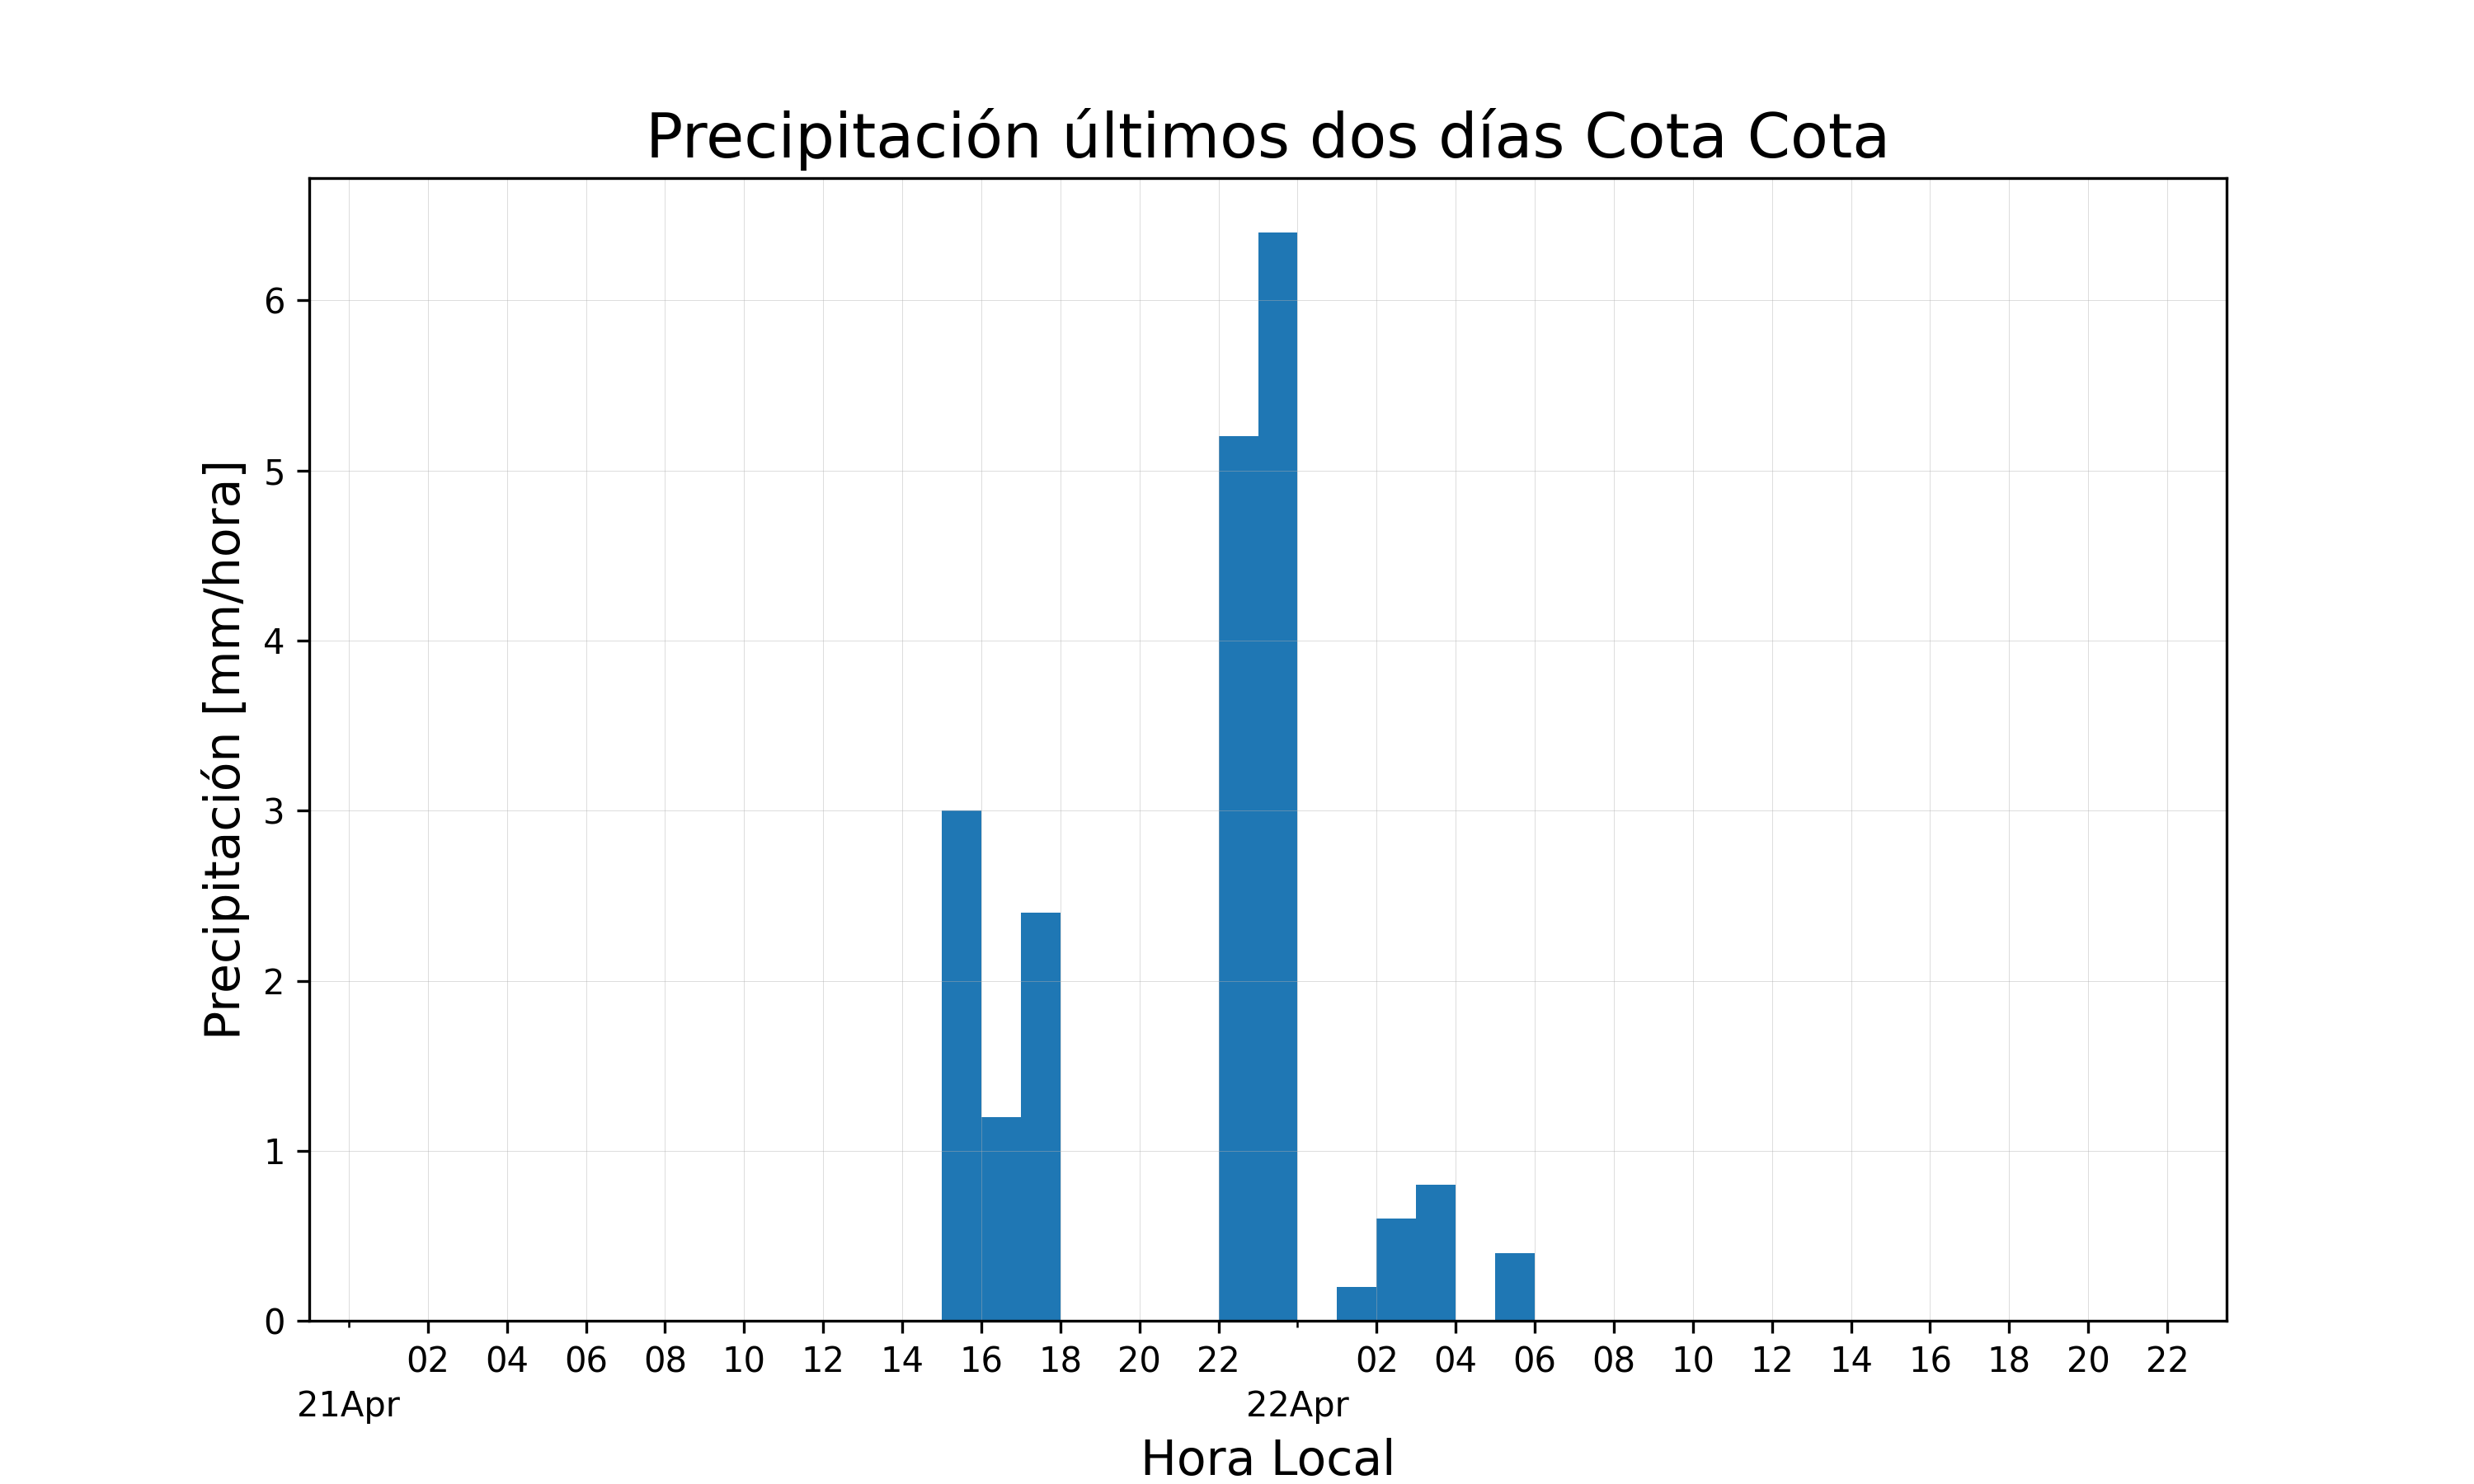 Precipitación últimos dos días Cota Cota
Precipitación [mm/hora]
6
5
4
3
2
1
0
02 04 06 08 10 12 14 16 18 20 22 02 04 06 08 10 12 14 16 18 20 22
21Apr 22Apr
Hora Local